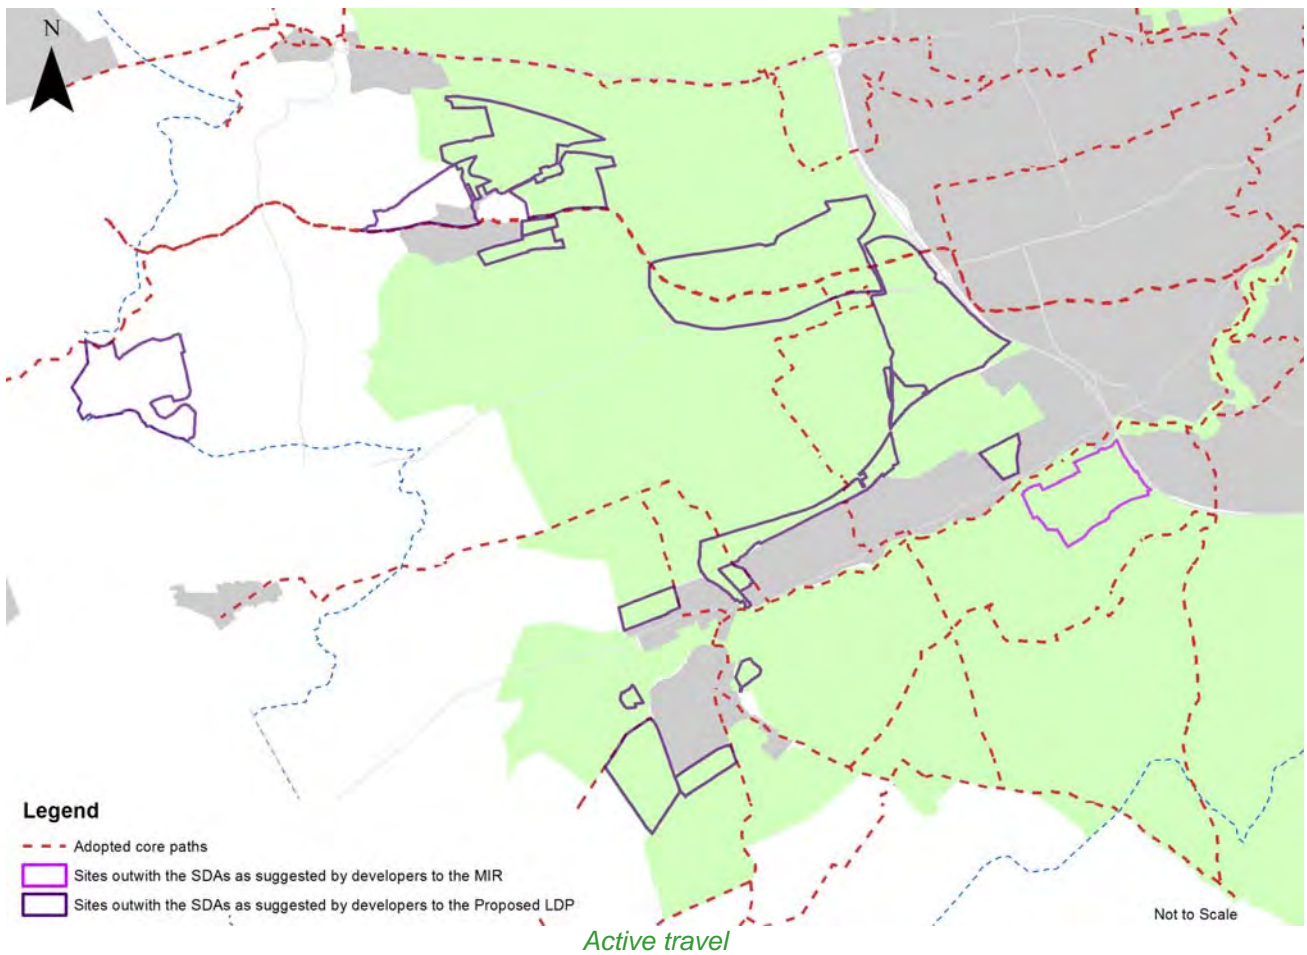 N
Legend
Adopted core paths
Sites outwith the SDAs as suggested by developers to the MIR
Sites outwith the SDAs as suggested by developers to the Proposed LDP
Not to Scale
Active travel